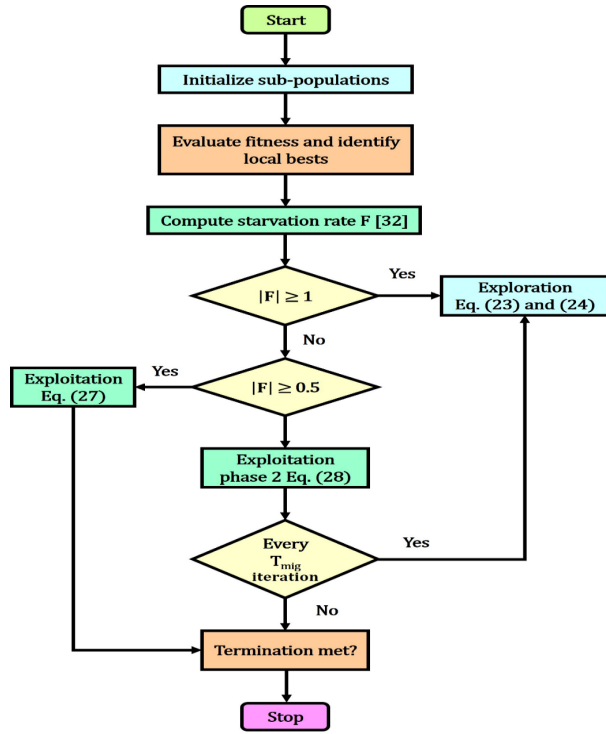 Start
Initialize sub-populations
Evaluate fitness and identify
local bests
Compute starvation rate F [32]
Yes
|F| ≥ 1
Exploration
Eq. (23) and (24)
No
Yes
Exploitation
Eq. (27)
|F| ≥ 0.5
Exploitation
phase 2 Eq. (28)
Every
Tmig
iteration
Yes
No
Termination met?
Stop